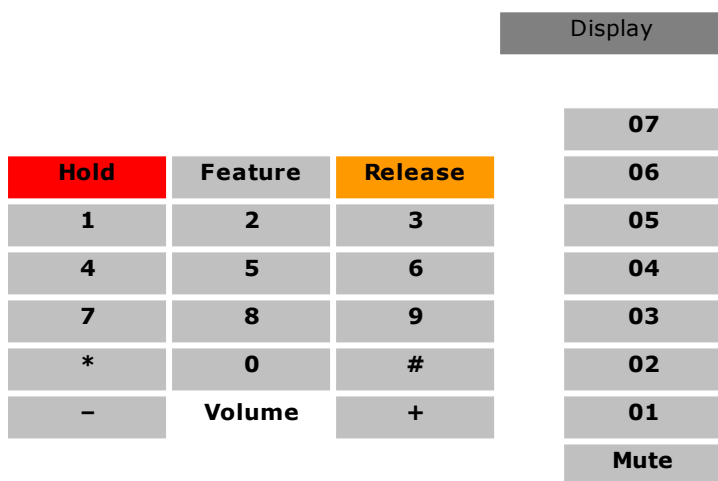 Display
07
Hold Feature Release 06
1 2 3 05
4 5 6 04
7 8 9 03
* 0 # 02
– Volume + 01
Mute